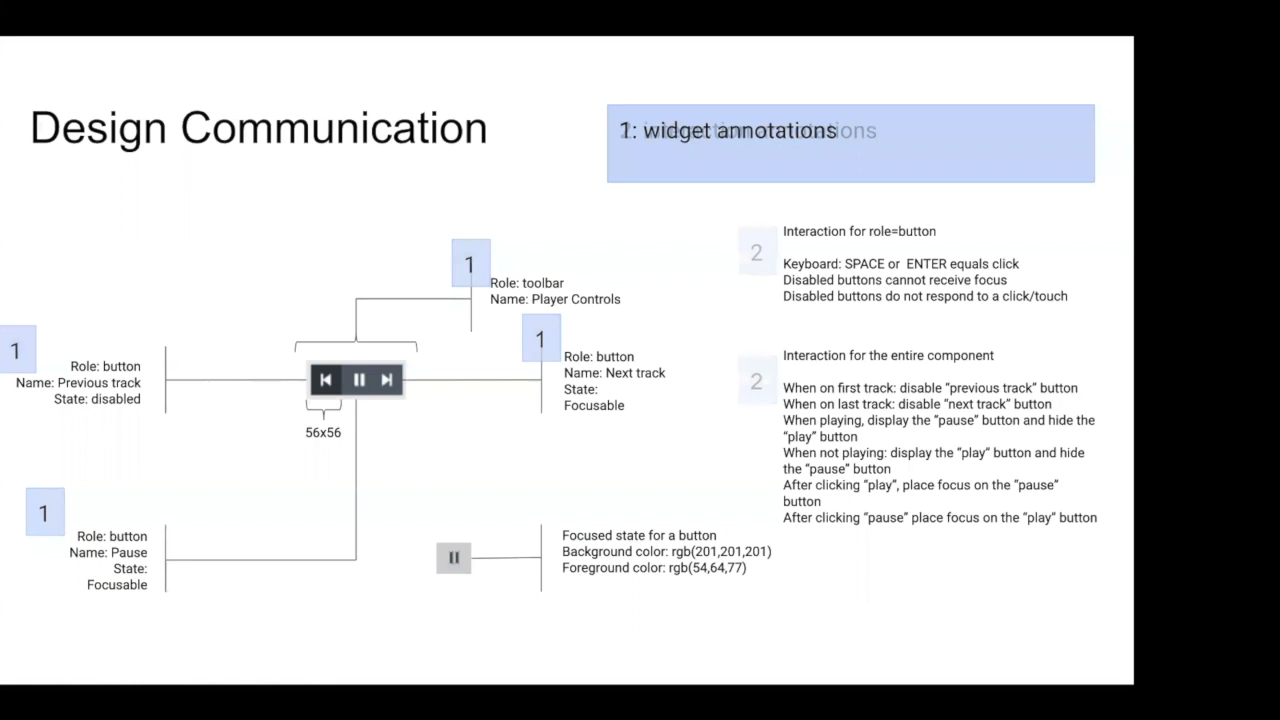 Design Communication
1: widget annotations
1
Role: toolbar
Name: Player Controls
1
Role: button
Name: Previous track
State: disabled
1
Role: button
Name: Next track
State:
Focusable
56x56
1
Role: button
Name: Pause
State:
Focusable
Focused state for a button
Background color: rgb(201,201,201)
Foreground color: rgb(54,64,77)
2
Interaction for role=button
Keyboard: SPACE or ENTER equals click
Disabled buttons cannot receive focus
Disabled buttons do not respond to a click/touch
2
Interaction for the entire component
When on first track: disable “previous track” button
When on last track: disable “next track” button
When playing, display the “pause” button and hide the
“play” button
When not playing: display the “play” button and hide
the “pause” button
After clicking “play”, place focus on the “pause”
button
After clicking “pause” place focus on the “play” button